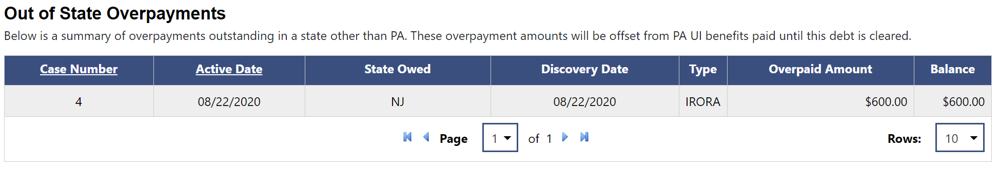 Out of State Overpayments
Below is a summary of overpayments outstanding in a state other than PA. These overpayment amounts will be offset from PA UI benefits paid until this debt is cleared.
Case Number Active Date State Owed Discovery Date Type Overpaid Amount Balance
4 08/22/2020 NJ 08/22/2020 IRORA $600.00 $600.00
Page 1 of 1 Rows: 10